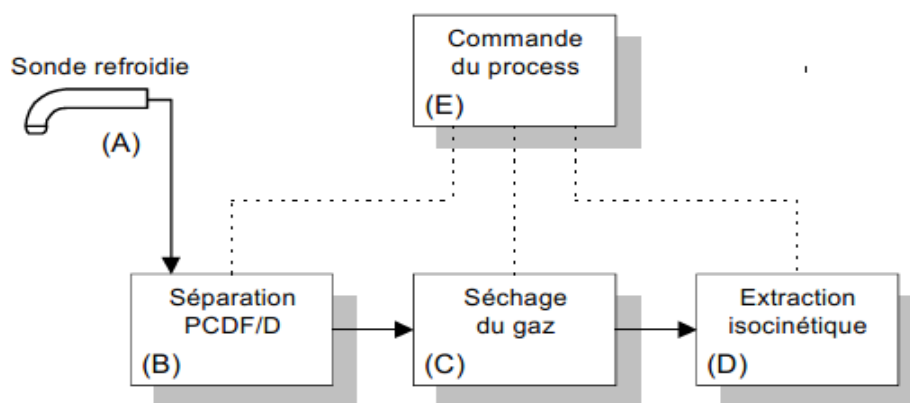 Commande
du process
(E)
Sonde refroidie
(A)
Séparation
PCDF/D
(B)
Séchage
du gaz
(C)
Extraction
isocinétique
(D)